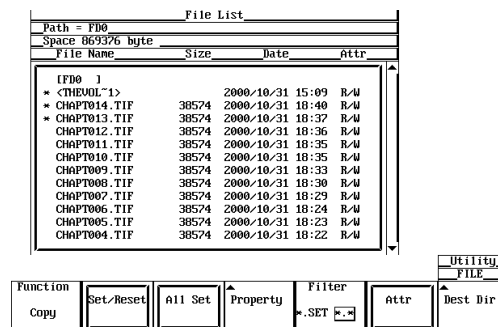 File List
Path = FD0
Space 869376 byte
File Name Size Date Attr
[FD0 ]
* <THEVOL~1> 2000/10/31 15:09 R/W
* CHAPT014.TIF 38574 2000/10/31 18:40 R/W
* CHAPT013.TIF 38574 2000/10/31 18:37 R/W
CHAPT012.TIF 38574 2000/10/31 18:36 R/W
CHAPT011.TIF 38574 2000/10/31 18:35 R/W
CHAPT010.TIF 38574 2000/10/31 18:35 R/W
CHAPT009.TIF 38574 2000/10/31 18:33 R/W
CHAPT008.TIF 38574 2000/10/31 18:30 R/W
CHAPT007.TIF 38574 2000/10/31 18:29 R/W
CHAPT006.TIF 38574 2000/10/31 18:24 R/W
CHAPT005.TIF 38574 2000/10/31 18:23 R/W
CHAPT004.TIF 38574 2000/10/31 18:22 R/W
Utility
FILE
Function
Copy
Set/Reset
All Set
Property
Filter
*.SET *.*
Attr
Dest Dir